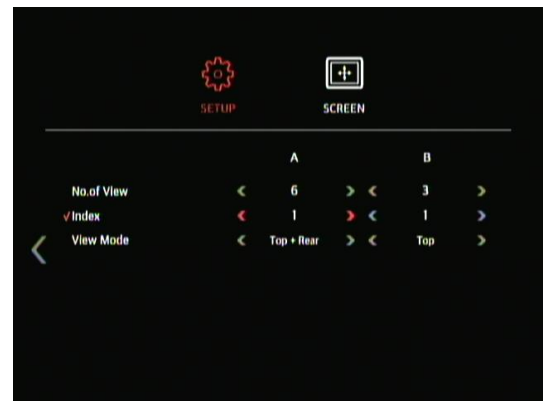 SETUP SCREEN
A B
No.of View < 6 > < 3 >
√Index < 1 > < 1 >
View Mode < Top + Rear > < Top >